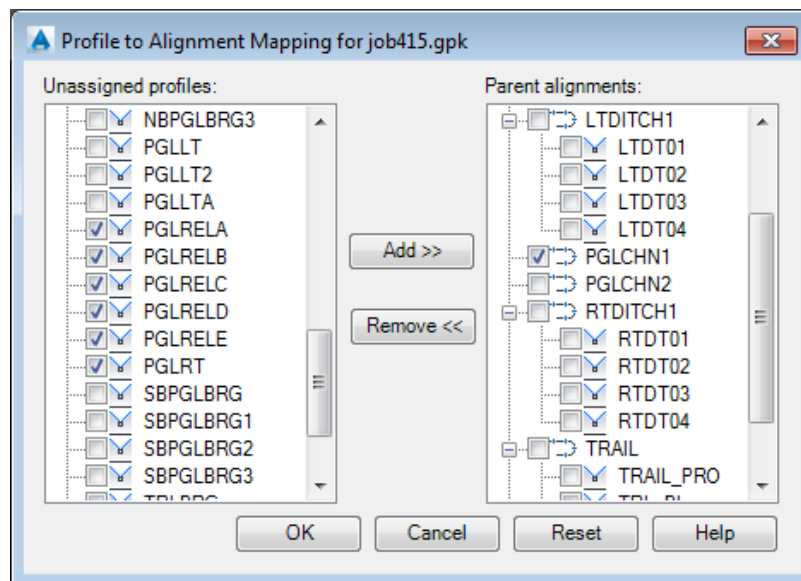 Profile to Alignment Mapping for job415.gpk
Unassigned profiles:
NBPGLBRG3
PGLLT
PGLLT2
PGLLTA
PGLRELA
PGLRELB
PGLRELC
PGLRELD
PGLRELE
PGLRT
SBPGLBRG
SBPGLBRG1
SBPGLBRG2
SBPGLBRG3
Add >>
Remove <<
Parent alignments:
LTDITCH1
LTDT01
LTDT02
LTDT03
LTDT04
PGLCHN1
PGLCHN2
RTDITCH1
RTDT01
RTDT02
RTDT03
RTDT04
TRAIL
TRAIL_PRO
OK
Cancel
Reset
Help